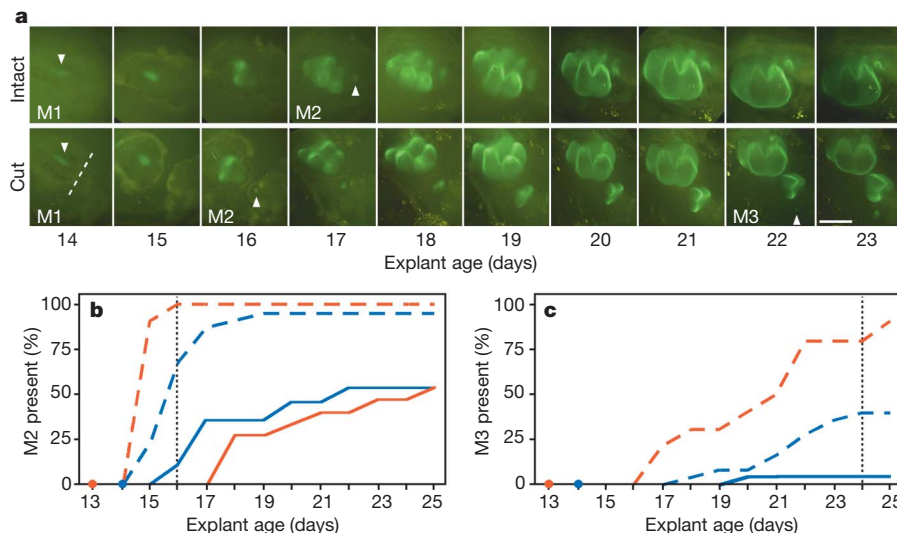 a
Intact
M1
M2
Cut
M1
M2
M3
14 15 16 17 18 19 20 21 22 23
Explant age (days)
b
M2 present (%)
100
75
50
25
0
13 15 17 19 21 23 25
Explant age (days)
c
M3 present (%)
100
75
50
25
0
13 15 17 19 21 23 25
Explant age (days)